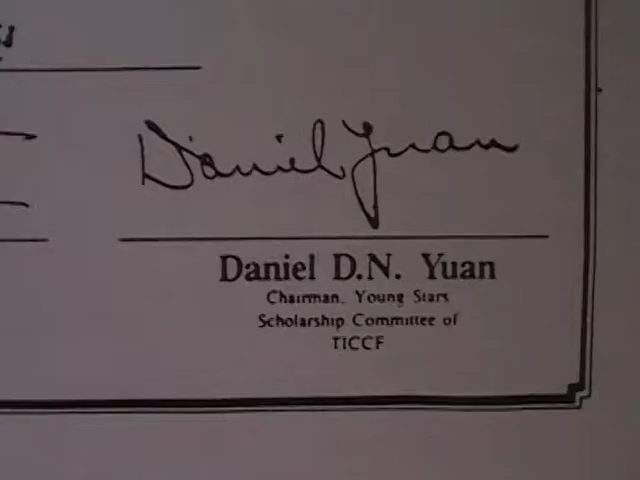 Daniel Yuan
Daniel D.N. Yuan
Chairman, Young Stars
Scholarship Committee of
TICCF